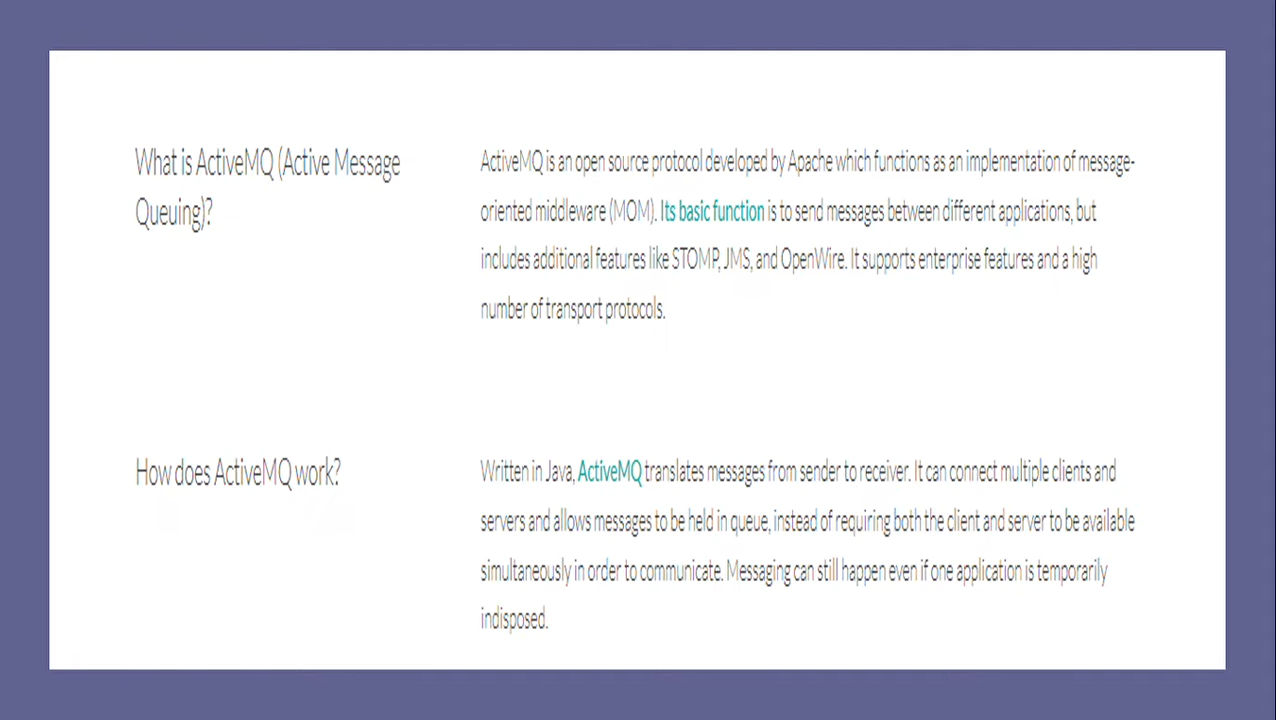 What is ActiveMQ (Active Message
Queuing)?
ActiveMQ is an open source protocol developed by Apache which functions as an implementation of message-
oriented middleware (MOM). Its basic function is to send messages between different applications, but
includes additional features like STOMP, JMS, and OpenWire. It supports enterprise features and a high
number of transport protocols.
How does ActiveMQ work?
Written in Java, ActiveMQ translates messages from sender to receiver. It can connect multiple clients and
servers and allows messages to be held in queue, instead of requiring both the client and server to be available
simultaneously in order to communicate. Messaging can still happen even if one application is temporarily
indisposed.